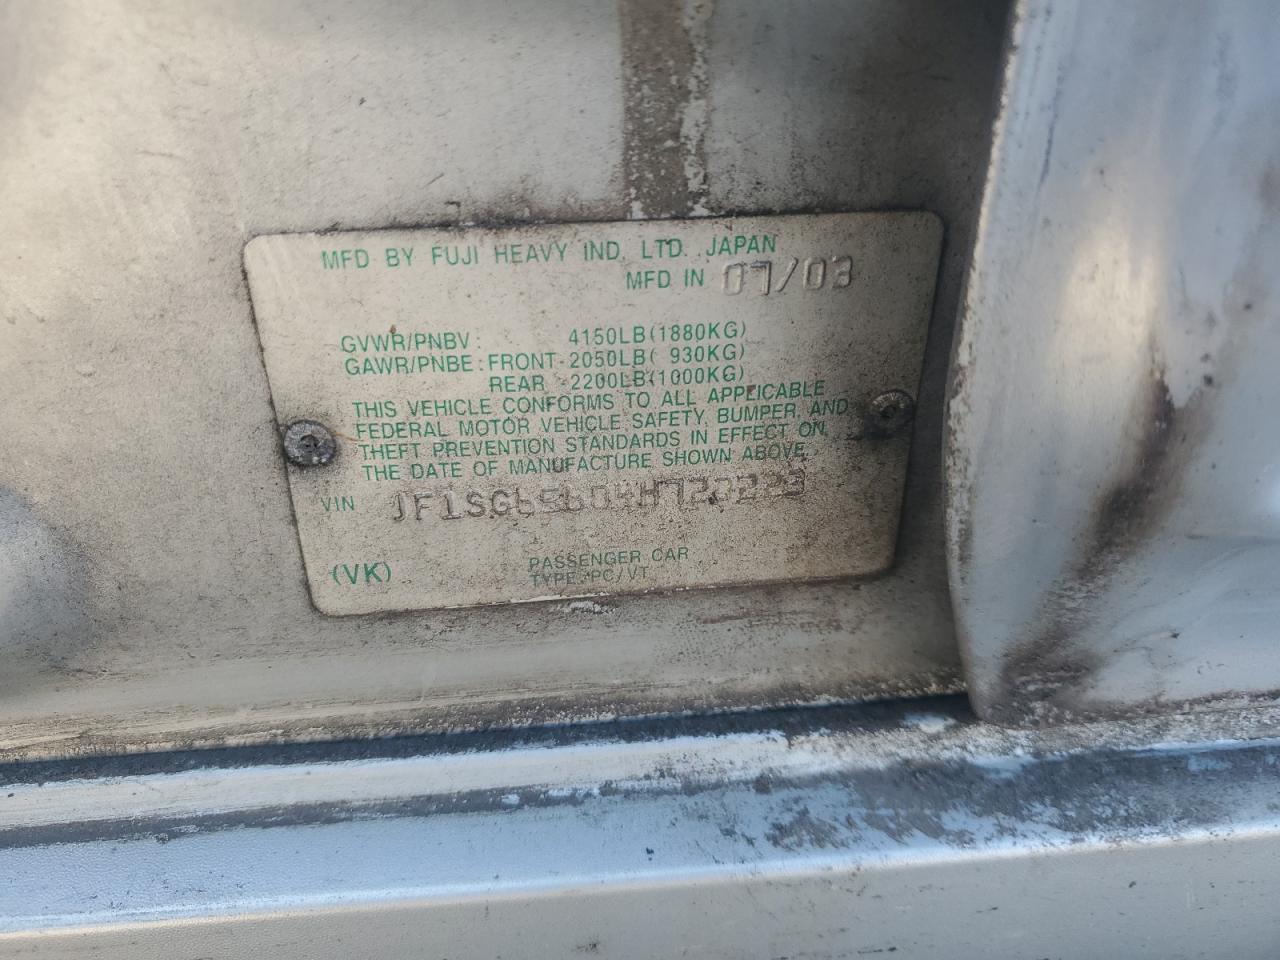 MFD BY FUJI HEAVY IND. LTD. JAPAN
MFD IN 07/03
GVWR/PNBV: 4150LB(1880KG)
GAWR/PNBE: FRONT 2050LB( 930KG)
REAR 2200LB(1000KG)
THIS VEHICLE CONFORMS TO ALL APPLICABLE
FEDERAL MOTOR VEHICLE SAFETY, BUMPER, AND
THEFT PREVENTION STANDARDS IN EFFECT ON
THE DATE OF MANUFACTURE SHOWN ABOVE.
VIN
(VK)
PASSENGER CAR
TYPE:PC/VT